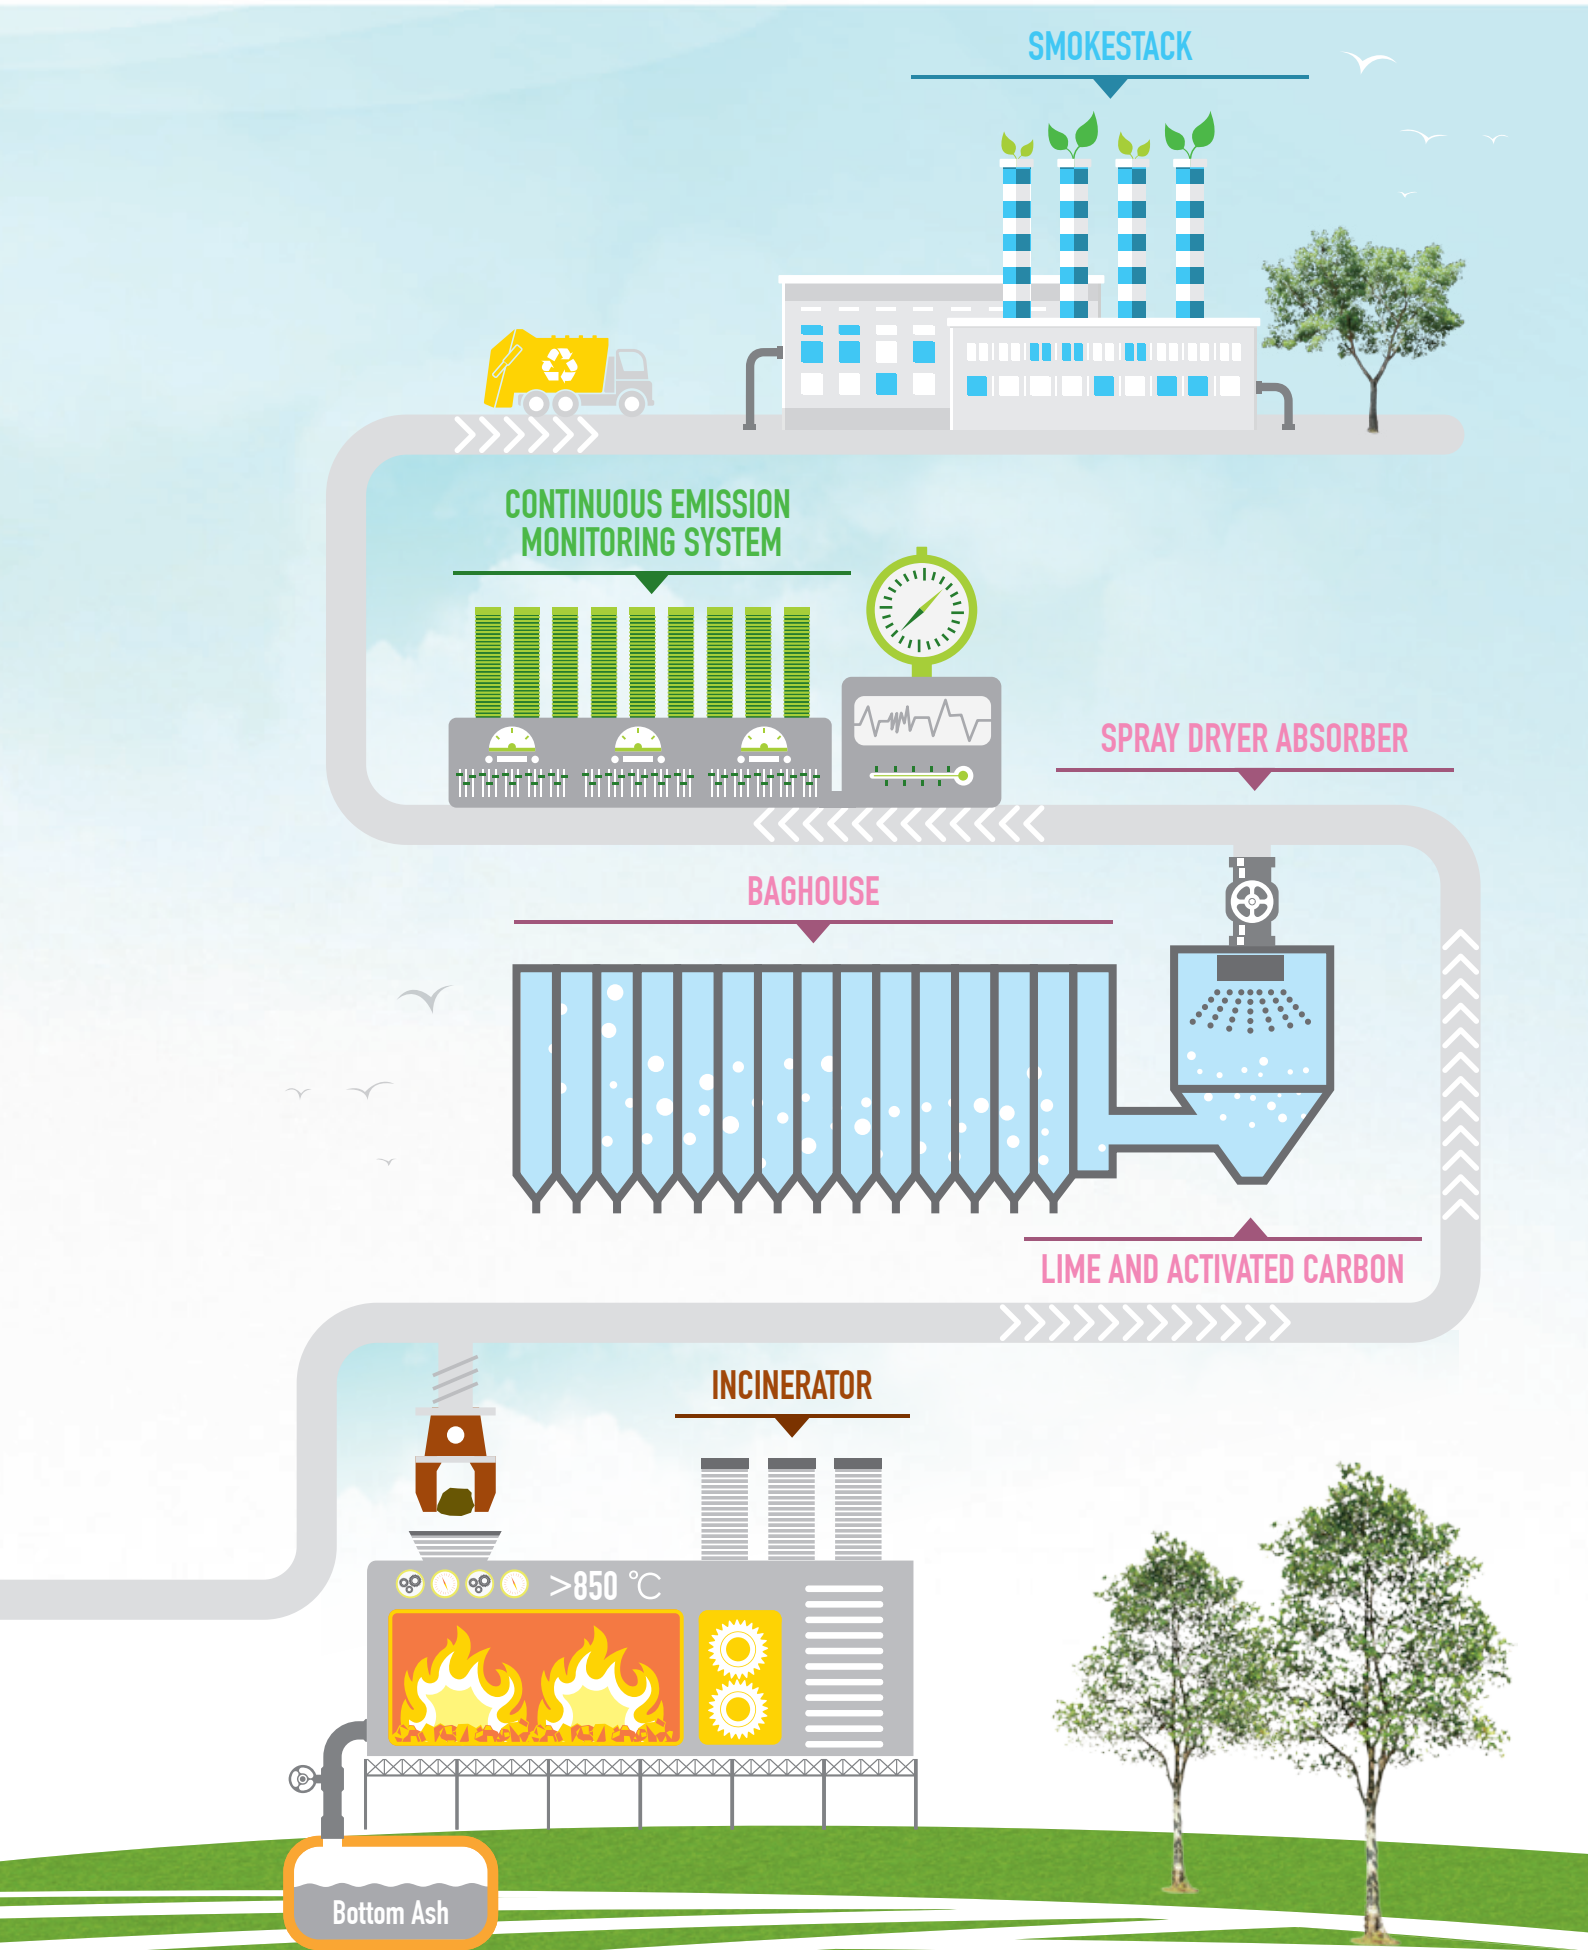 SMOKESTACK
CONTINUOUS EMISSION
MONITORING SYSTEM
SPRAY DRYER ABSORBER
BAGHOUSE
LIME AND ACTIVATED CARBON
INCINERATOR
>850 °C
Bottom Ash